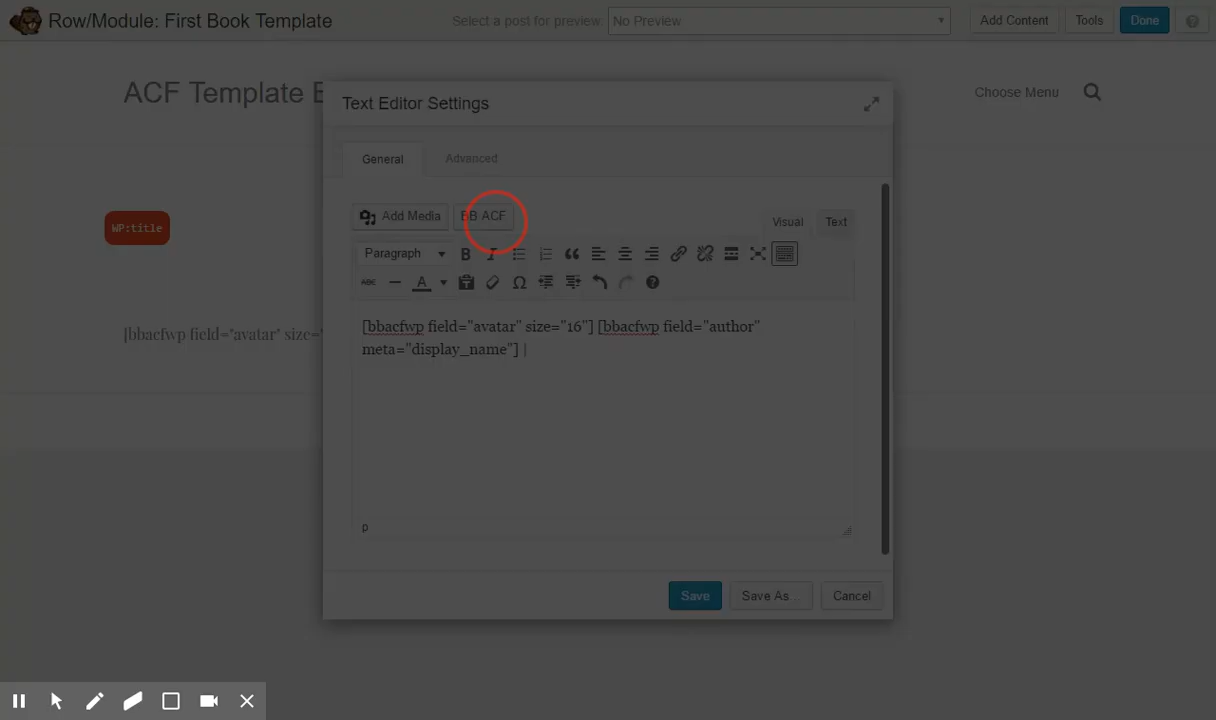 Row/Module: First Book Template
Select a post for preview: No Preview
Add Content
Tools
Done
ACF Template
Choose Menu
Text Editor Settings
General
Advanced
WP:title
Add Media
BB ACF
Visual
Text
Paragraph
B
I
ABC
A
Ω
[bbacfwp field="avatar" size="
[bbacfwp field="avatar" size="16"] [bbacfwp field="author"
meta="display_name"]
p
Save
Save As...
Cancel